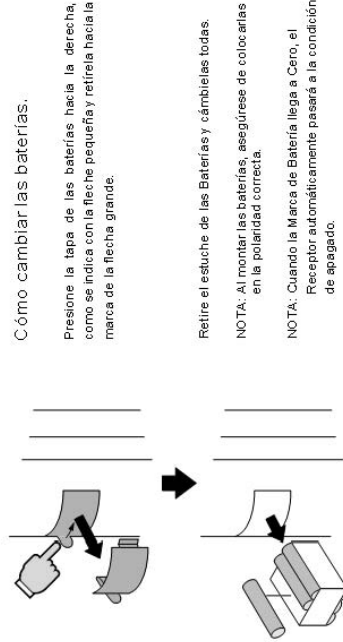 Cómo cambiar las baterías.
Presione la tapa de las baterías hacia la derecha,
como se indica con la fleche pequeña y retírela hacia la
marca de la flecha grande.
Retire el estuche de las Baterías y cámbielas todas.
NOTA: Al montar las baterías, asegúrese de colocarlas
en la polaridad correcta.
NOTA: Cuando la Marca de Batería llega a Cero, el
Receptor automáticamente pasará a la condición
de apagado.